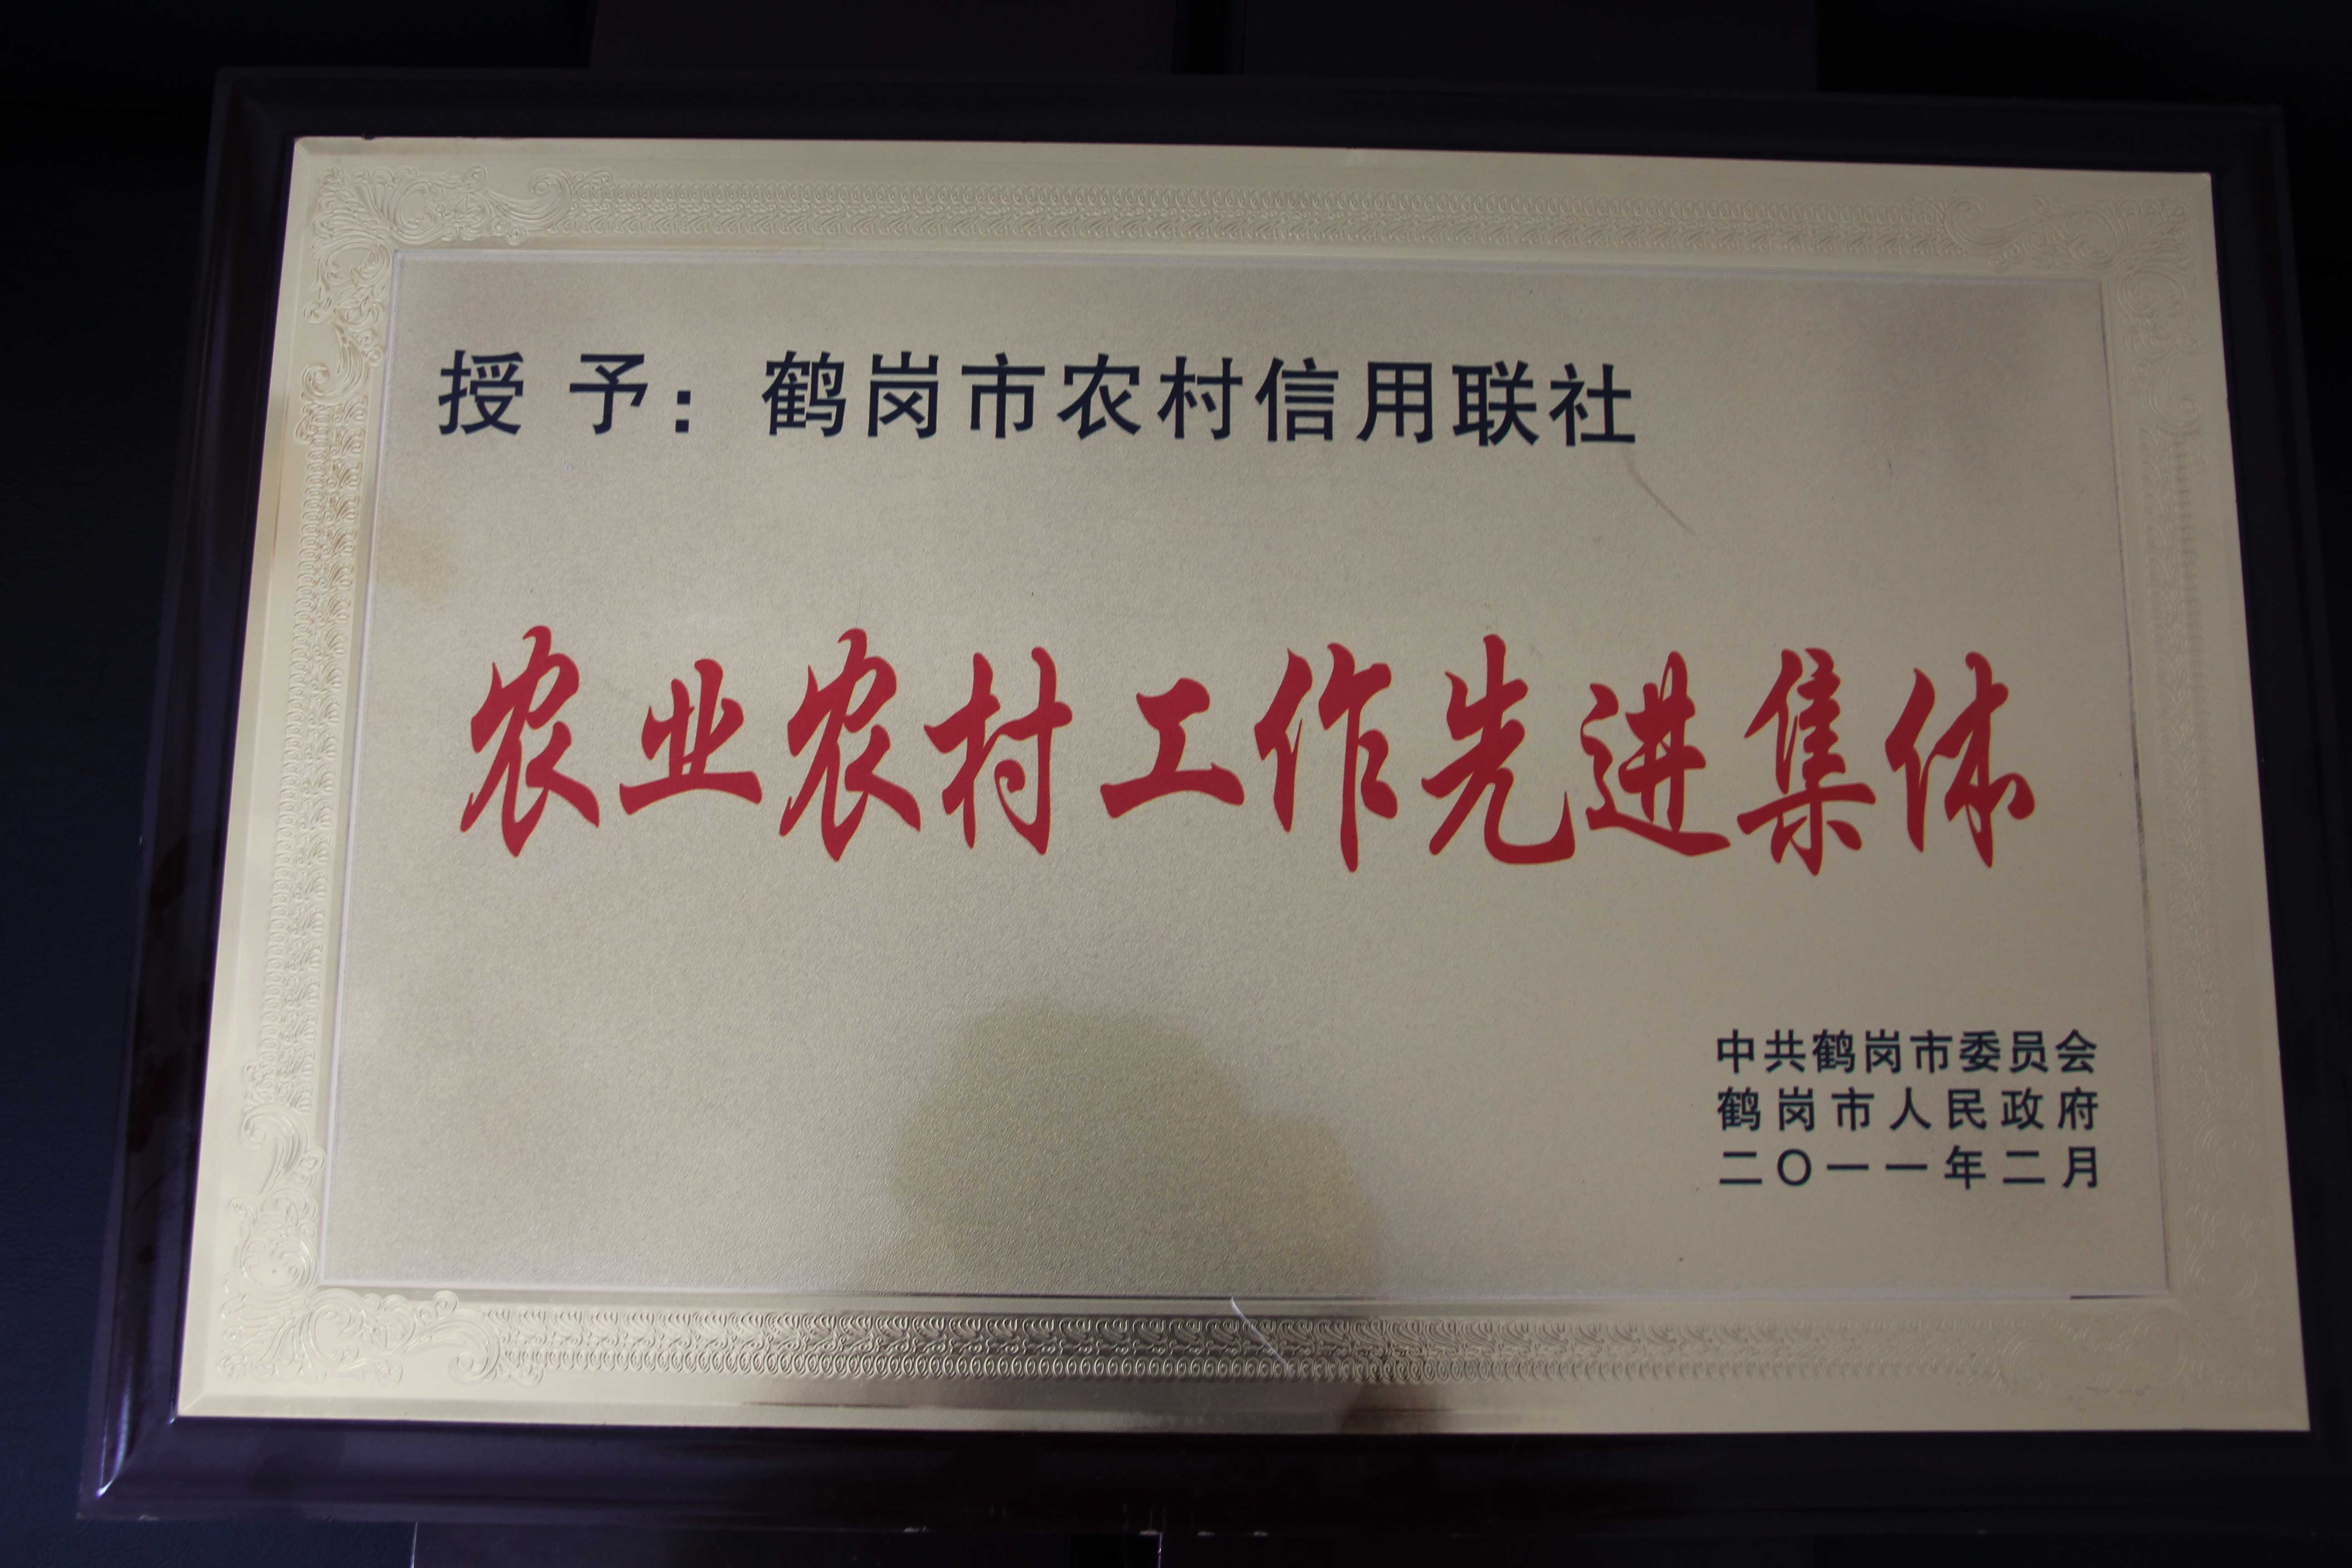 授 予：鹤岗市农村信用联社
农业农村工作先进集体
中共鹤岗市委员会
鹤岗市人民政府
二〇一一年二月